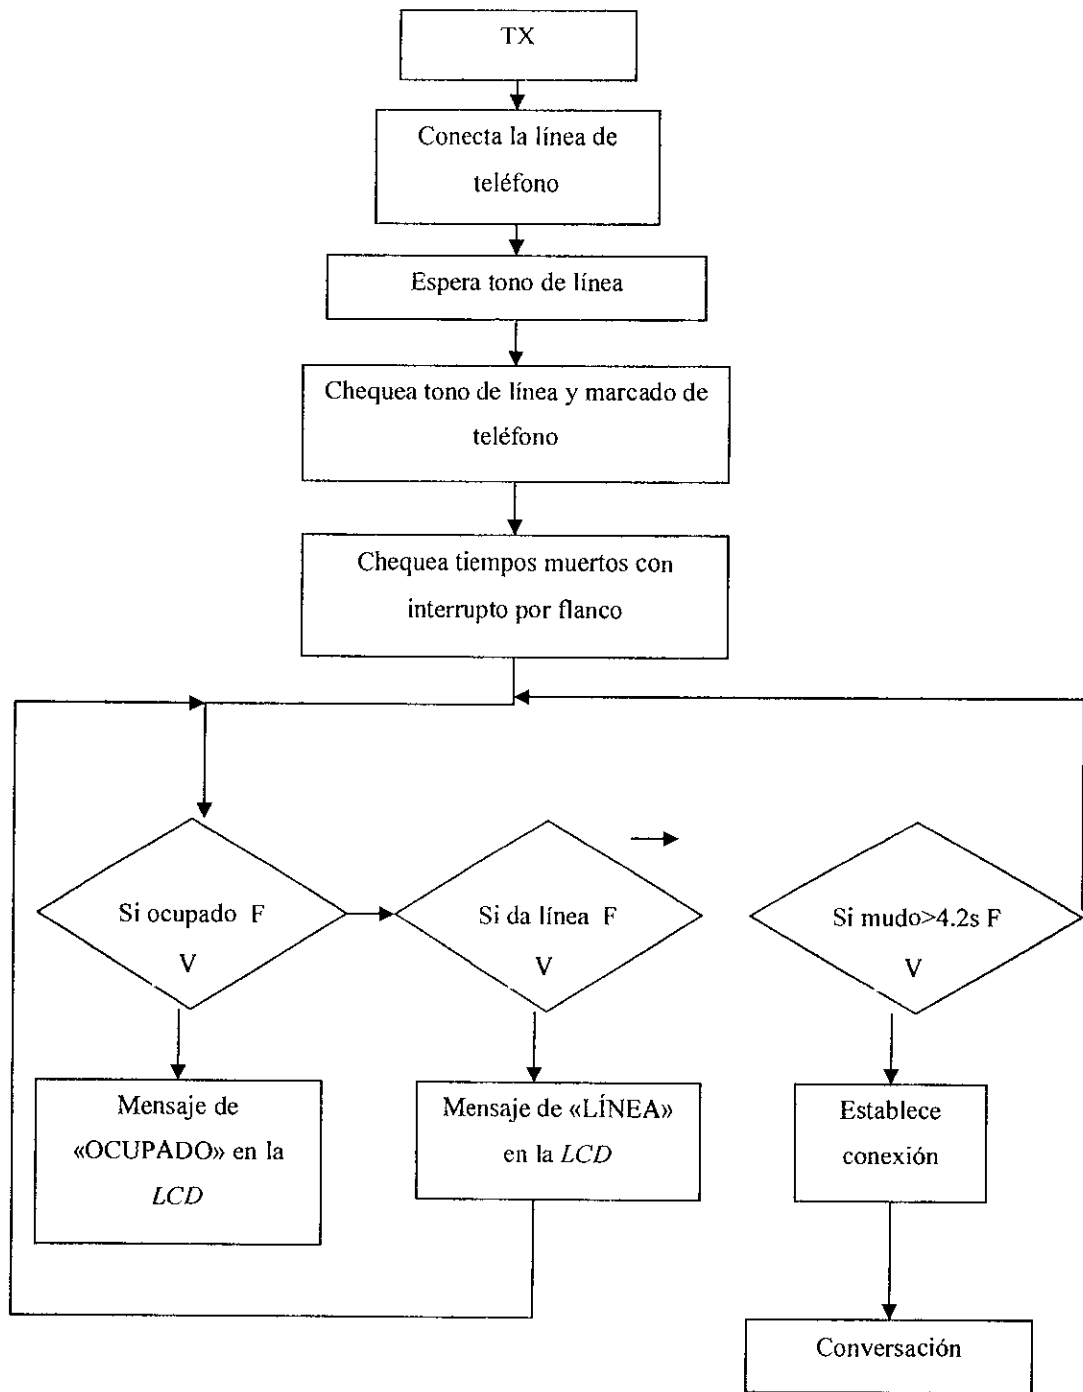 TX
Conecta la línea de
teléfono
Espera tono de línea
Chequea tono de línea y marcado de
teléfono
Chequea tiempos muertos con
interrupto por flanco
Si ocupado F
V
Si da línea F
V
Si mudo>4.2s F
V
Mensaje de
«OCUPADO» en la
LCD
Mensaje de «LÍNEA»
en la LCD
Establece
conexión
Conversación